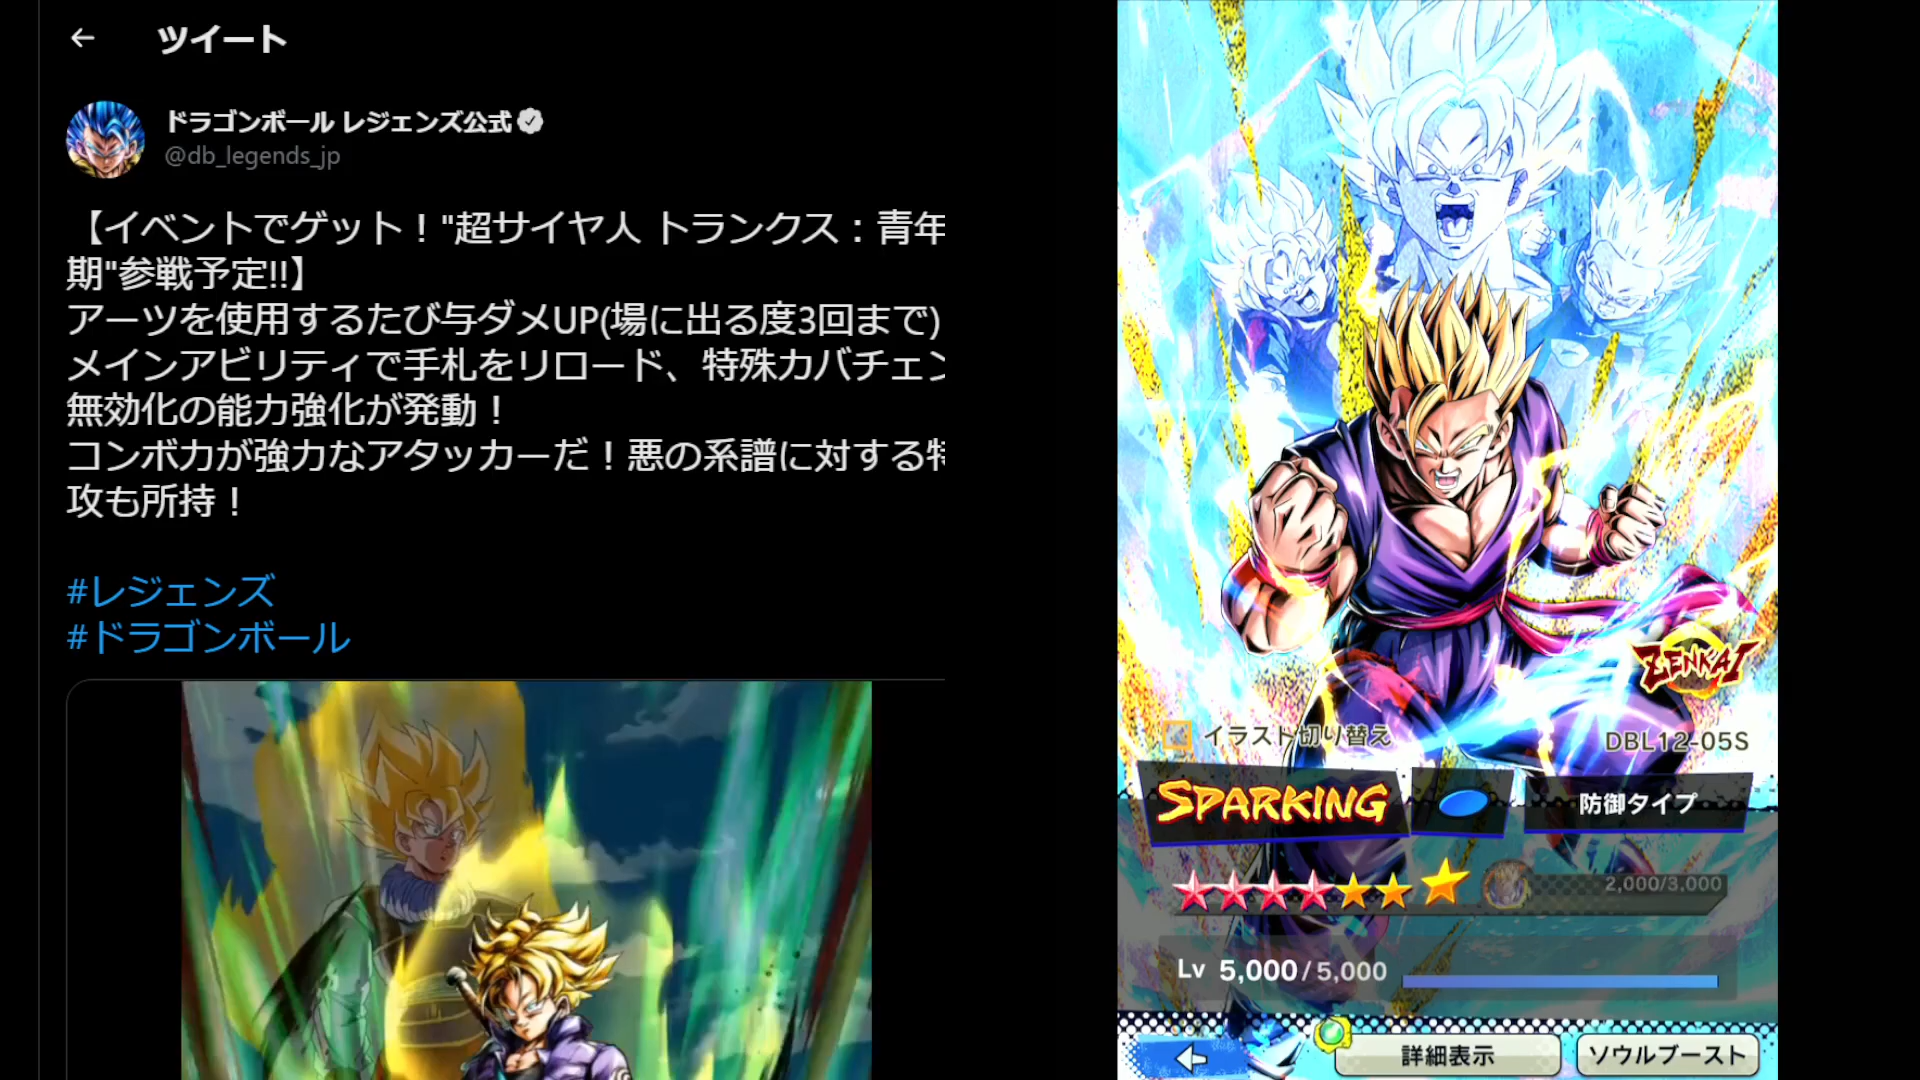 ツイート
ドラゴンボール レジェンズ公式
@db_legends_jp
【イベントでゲット！"超サイヤ人 トランクス：青年
期"参戦予定!!】
アーツを使用するたび与ダメUP(場に出る度3回まで)
メインアビリティで手札をリロード、特殊カバチェン
無効化の能力強化が発動！
コンボ力が強力なアタッカーだ！悪の系譜に対する特
攻も所持！
#レジェンズ
#ドラゴンボール
ZENKAI
イラスト切り替え
DBL12-05S
SPARKING
防御タイプ
2,000/3,000
Lv 5,000/5,000
詳細表示
ソウルブースト